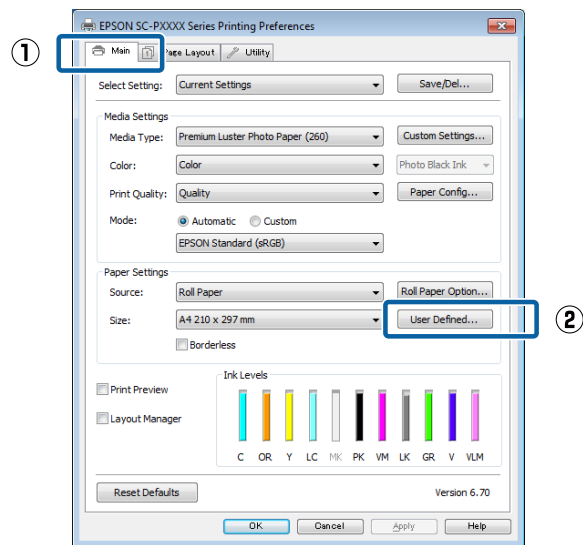 EPSON SC-PXXXX Series Printing Preferences
① Main Page Layout Utility
Select Setting: Current Settings Save/Del...
Media Settings
Media Type: Premium Luster Photo Paper (260) Custom Settings...
Color: Color Photo Black Ink
Print Quality: Quality Paper Config...
Mode: Automatic Custom
EPSON Standard (sRGB)
Paper Settings
Source: Roll Paper Roll Paper Option...
Size: A4 210 x 297 mm User Defined... ②
Borderless
Ink Levels
Print Preview
Layout Manager
C OR Y LC MK PK VM LK GR V VLM
Reset Defaults Version 6.70
OK Cancel Apply Help